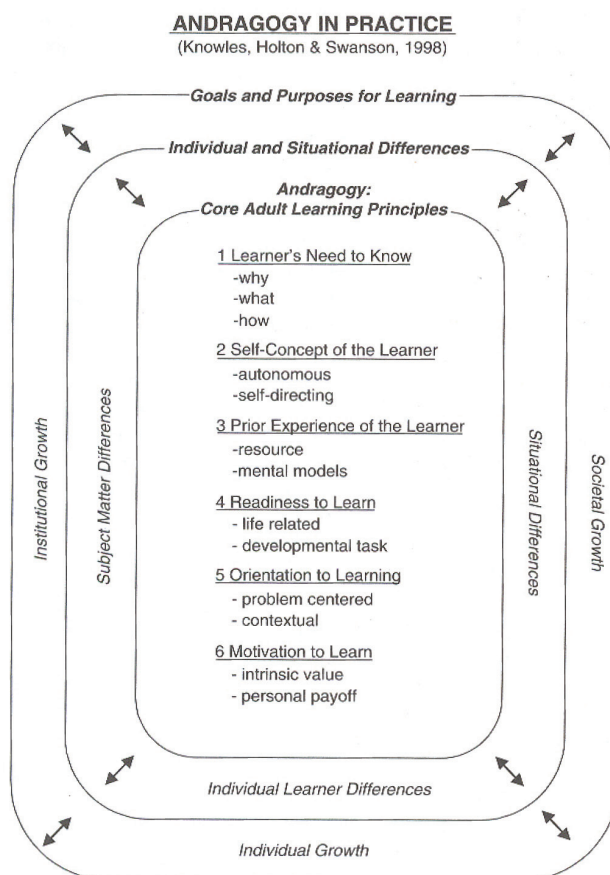 ANDRAGOGY IN PRACTICE
(Knowles, Holton & Swanson, 1998)
Goals and Purposes for Learning
Individual and Situational Differences
Andragogy:
Core Adult Learning Principles
1 Learner's Need to Know
-why
-what
-how
2 Self-Concept of the Learner
-autonomous
-self-directing
3 Prior Experience of the Learner
-resource
-mental models
4 Readiness to Learn
- life related
- developmental task
5 Orientation to Learning
- problem centered
- contextual
6 Motivation to Learn
- intrinsic value
- personal payoff
Institutional Growth
Subject Matter Differences
Situational Differences
Societal Growth
Individual Learner Differences
Individual Growth